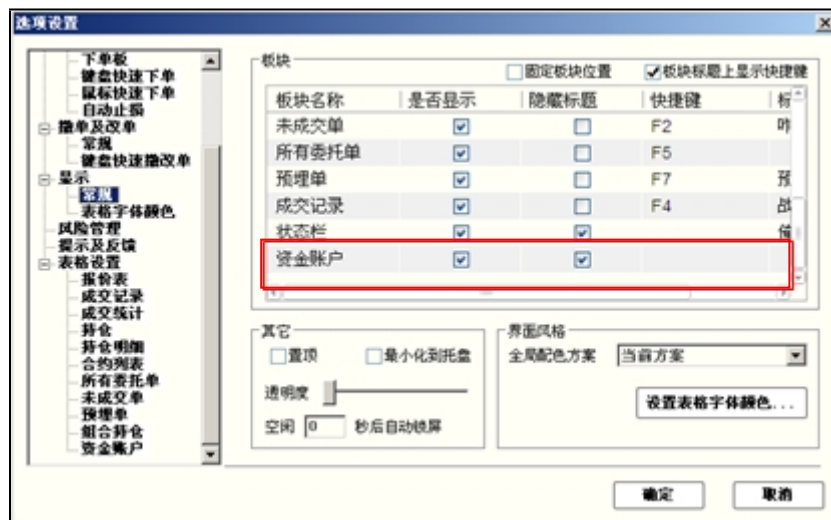 选项设置
下单板
键盘快速下单
鼠标快速下单
自动止损
撤单及改单
常规
键盘快速撤改单
显示
常规
表格字体颜色
风险管理
提示及反馈
表格设置
报价表
成交记录
成交统计
持仓
持仓明细
合约列表
所有委托单
未成交单
预埋单
组合持仓
资金账户
板块
固定板块位置 板块标题上显示快捷键
板块名称 是否显示 隐藏标题 快捷键 标
未成交单 F2
所有委托单 F5
预埋单 F7 预
成交记录 F4
状态栏
资金账户
其它
置顶 最小化到托盘
透明度
空闲 0 秒后自动锁屏
界面风格
全局配色方案 当前方案
设置表格字体颜色...
确定 取消